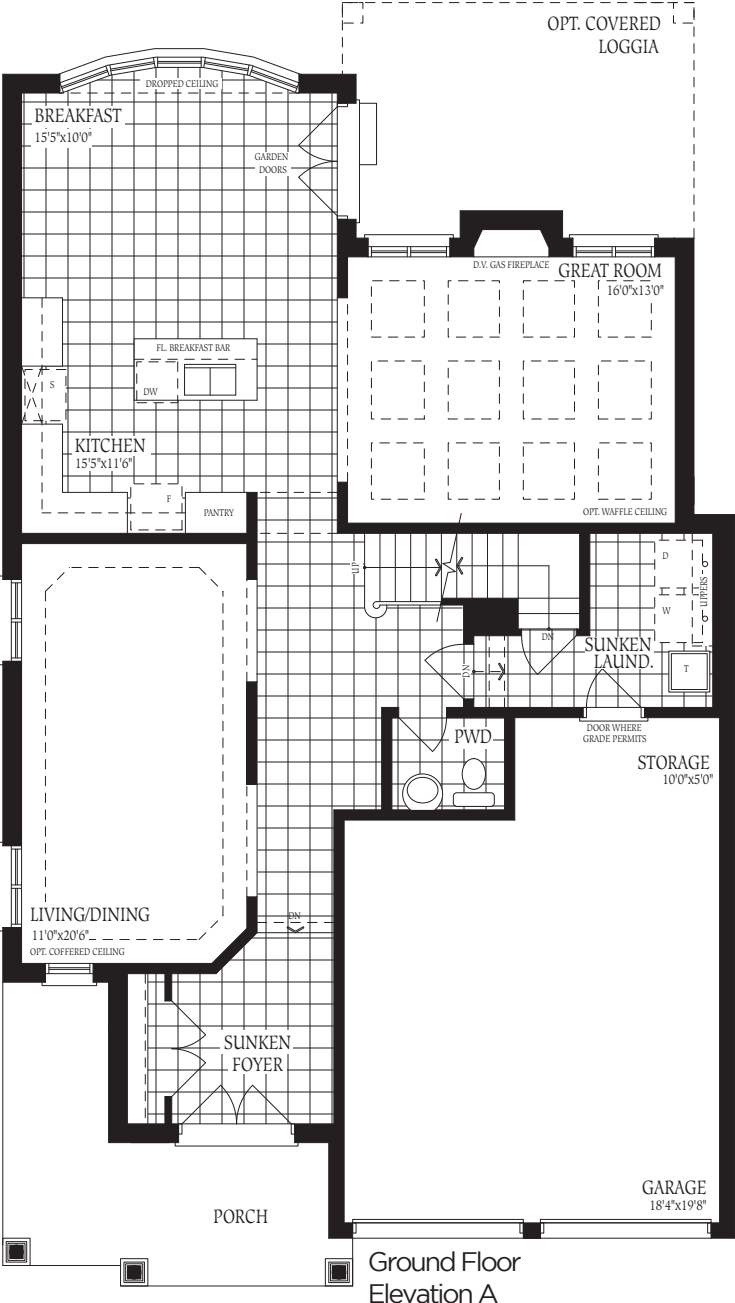 OPT. COVERED
LOGGIA
DROPPED CEILING
BREAKFAST
15'5"x10'0"
GARDEN
DOORS
D.V. GAS FIREPLACE
GREAT ROOM
16'0"x13'0"
FL. BREAKFAST BAR
S
DW
KITCHEN
15'5"x11'6"
F
PANTRY
OPT. WAFFLE CEILING
UP
D
UPPERS
W
DN
SUNKEN
LAUND.
DN
T
DOOR WHERE
GRADE PERMITS
PWD
STORAGE
10'0"x5'0"
LIVING/DINING
11'0"x20'6"
OPT. COFFERED CEILING
DN
SUNKEN
FOYER
GARAGE
18'4"x19'8"
PORCH
Ground Floor
Elevation A